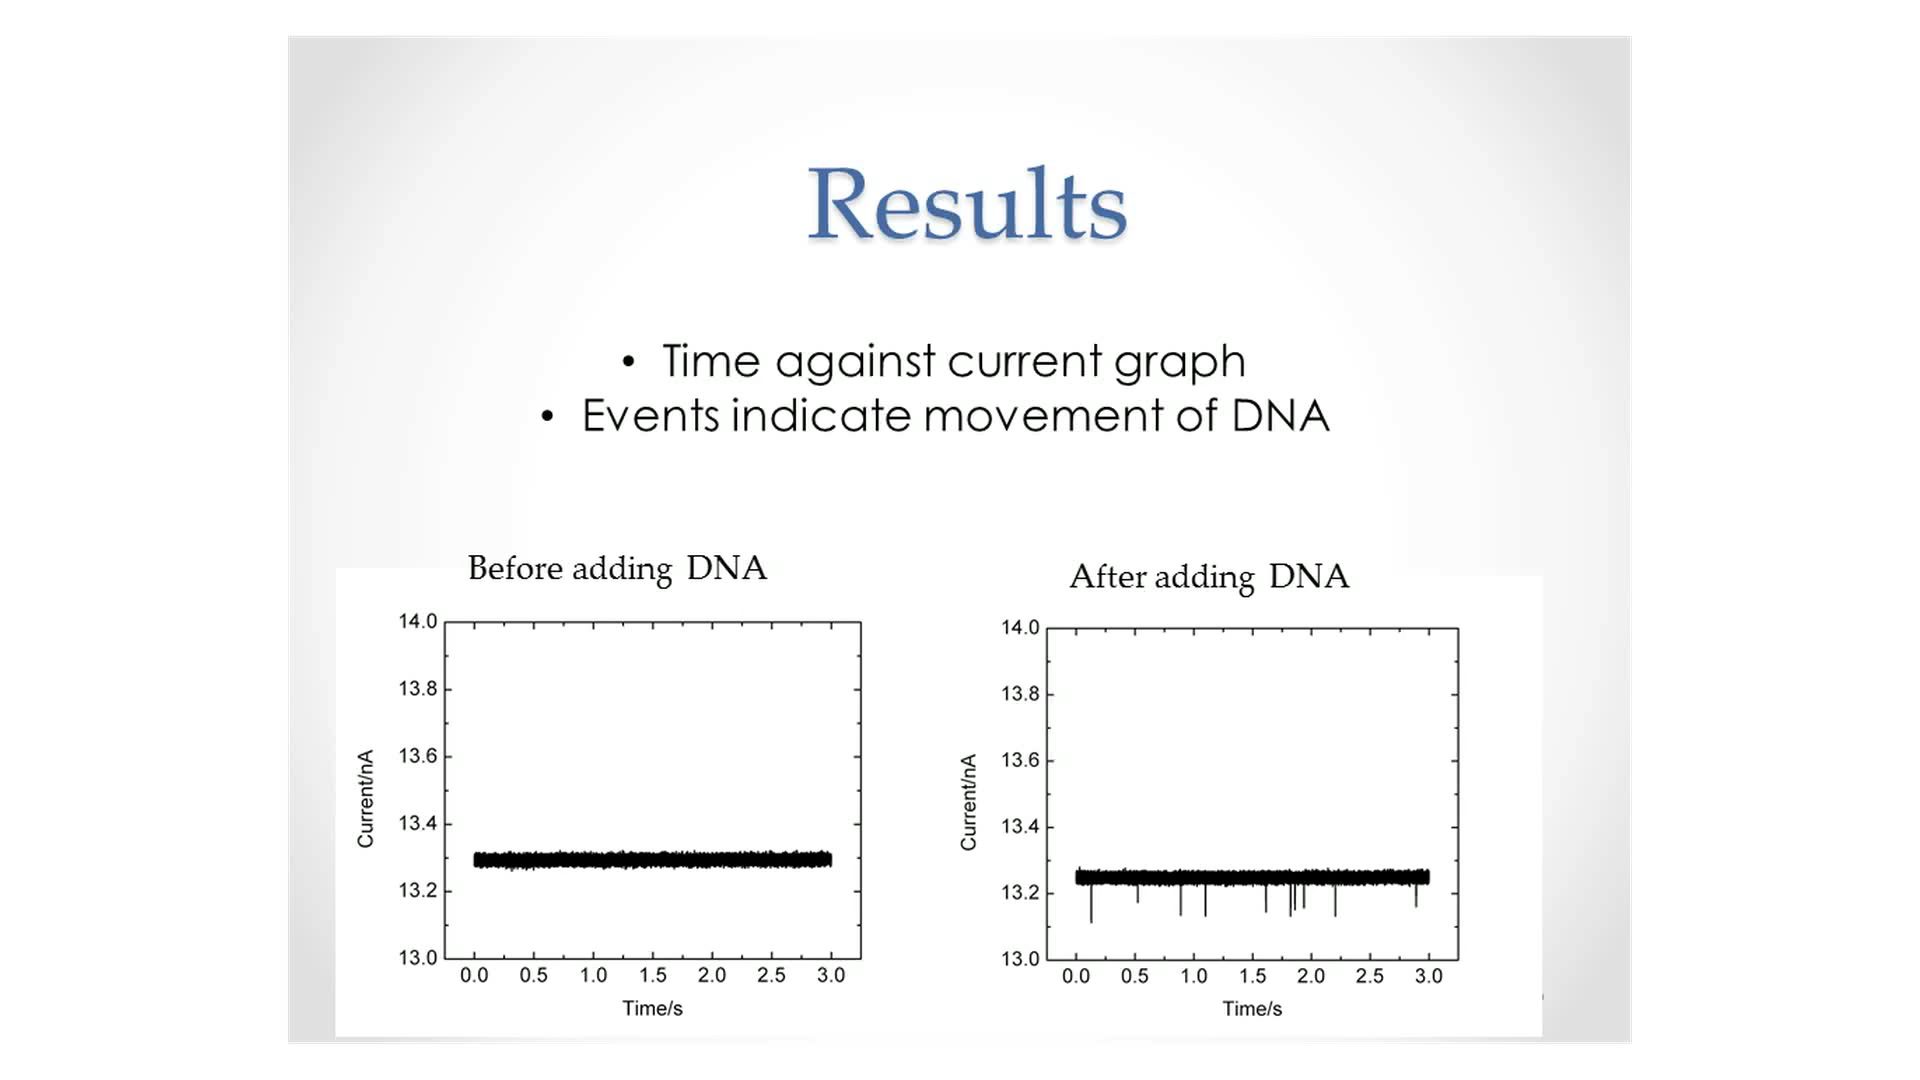 Results
• Time against current graph
• Events indicate movement of DNA
Before adding DNA
14.0
13.8
13.6
13.4
13.2
13.0
Current/nA
0.0 0.5 1.0 1.5 2.0 2.5 3.0
Time/s
After adding DNA
14.0
13.8
13.6
13.4
13.2
13.0
Current/nA
0.0 0.5 1.0 1.5 2.0 2.5 3.0
Time/s